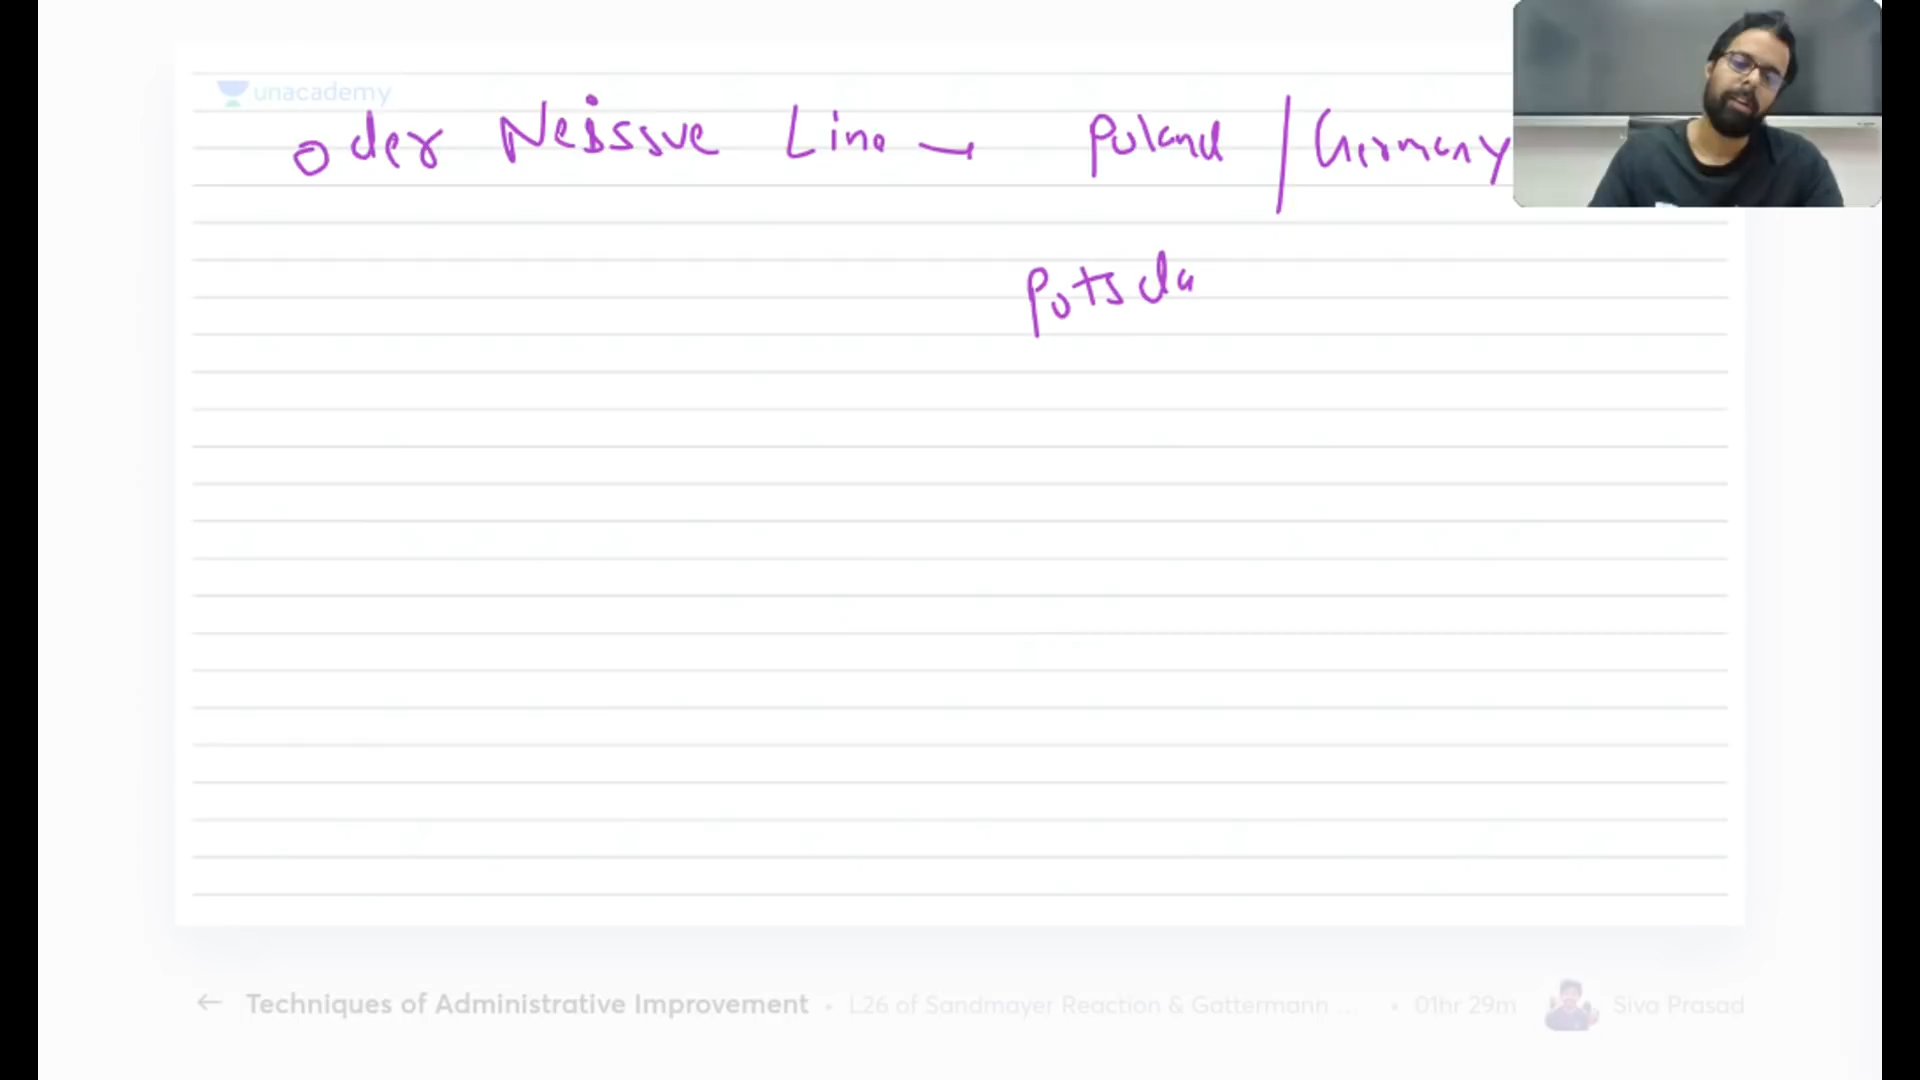 unacademy
oder Neissve Line → Poland / Germany
Potsda
← Techniques of Administrative Improvement • L26 of Sandmayer Reaction & Gattermann ... • 01hr 29m Siva Prasad